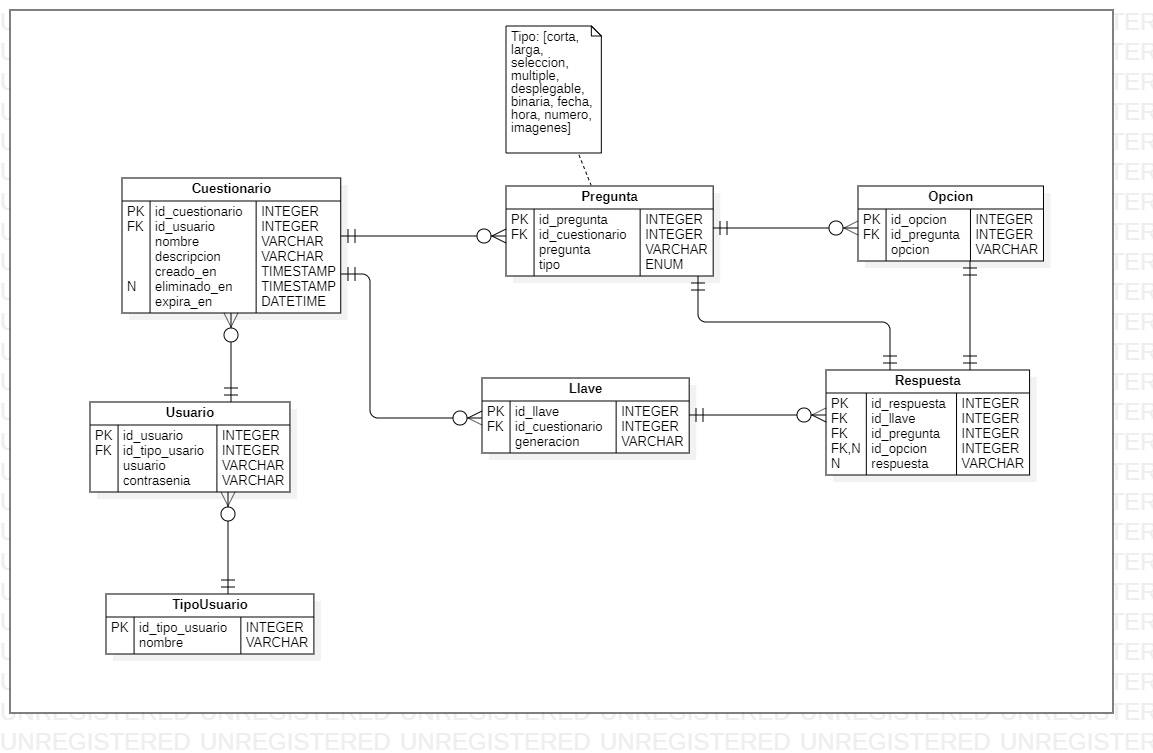 Tipo: [corta,
larga,
seleccion,
multiple,
desplegable,
binaria, fecha,
hora, numero,
imagenes]
Cuestionario
PK id_cuestionario INTEGER
FK id_usuario INTEGER
nombre VARCHAR
descripcion VARCHAR
creado_en TIMESTAMP
N eliminado_en TIMESTAMP
expira_en DATETIME
Pregunta
PK id_pregunta INTEGER
FK id_cuestionario INTEGER
pregunta VARCHAR
tipo ENUM
Opcion
PK id_opcion INTEGER
FK id_pregunta INTEGER
opcion VARCHAR
Llave
PK id_llave INTEGER
FK id_cuestionario INTEGER
generacion VARCHAR
Respuesta
PK id_respuesta INTEGER
FK id_llave INTEGER
FK id_pregunta INTEGER
FK,N id_opcion INTEGER
N respuesta VARCHAR
Usuario
PK id_usuario INTEGER
FK id_tipo_usario INTEGER
usuario VARCHAR
contrasenia VARCHAR
TipoUsuario
PK id_tipo_usuario INTEGER
nombre VARCHAR
UNREGISTERED UNREGISTERED UNREGISTERED UNREGISTERED UNREGISTERED UNREGISTERED